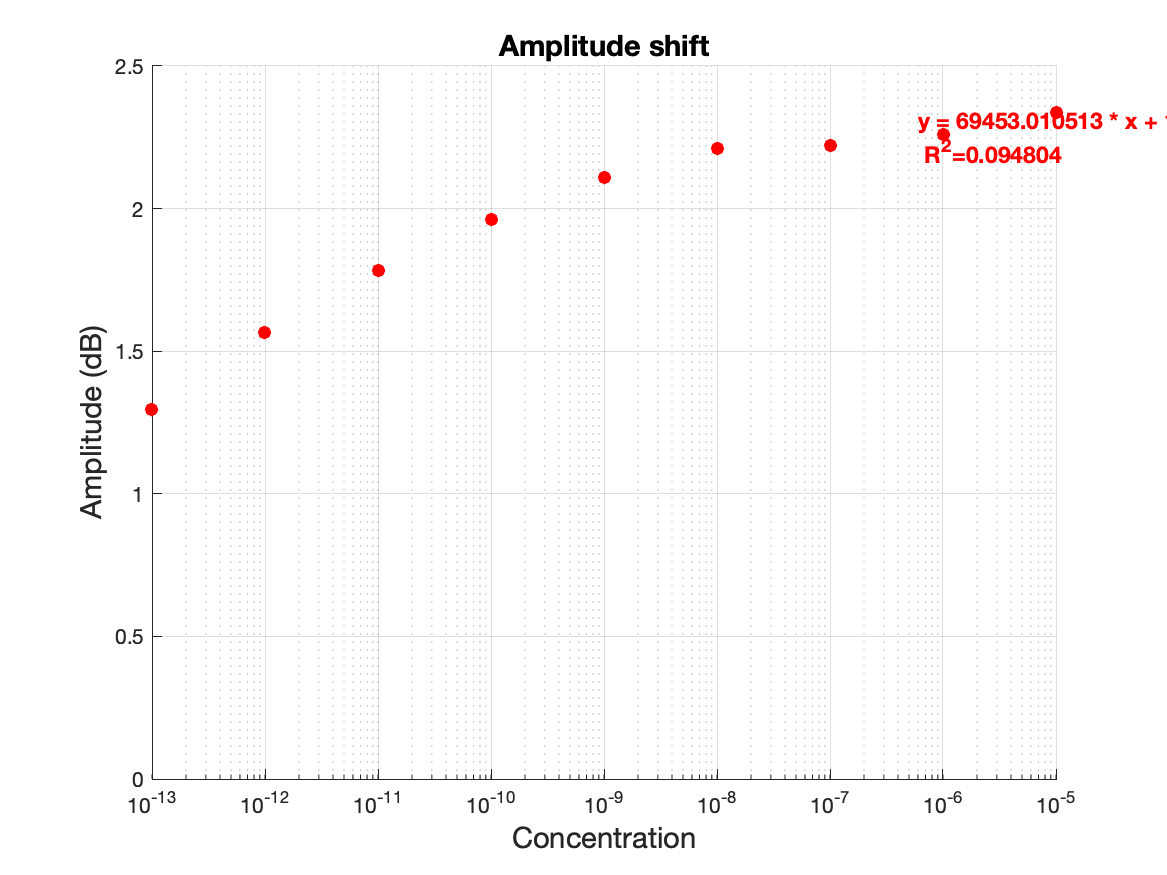 Amplitude shift
2.5
2
1.5
1
0.5
0
Amplitude (dB)
y = 69453.010513 * x +
R²=0.094804
10⁻¹³ 10⁻¹² 10⁻¹¹ 10⁻¹⁰ 10⁻⁹ 10⁻⁸ 10⁻⁷ 10⁻⁶ 10⁻⁵
Concentration